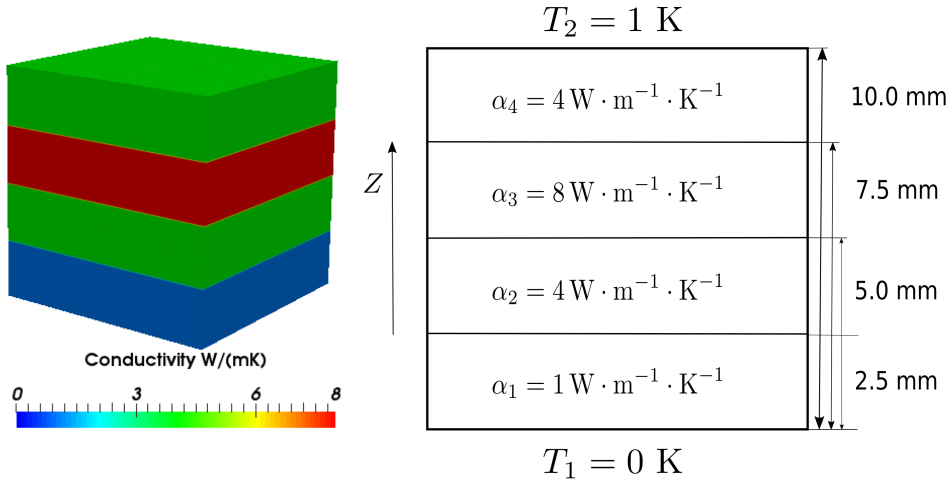 T₂ = 1 K
α₄ = 4 W · m⁻¹ · K⁻¹
10.0 mm
Z
α₃ = 8 W · m⁻¹ · K⁻¹
7.5 mm
α₂ = 4 W · m⁻¹ · K⁻¹
5.0 mm
α₁ = 1 W · m⁻¹ · K⁻¹
2.5 mm
T₁ = 0 K
Conductivity W/(mK)
0 3 6 8